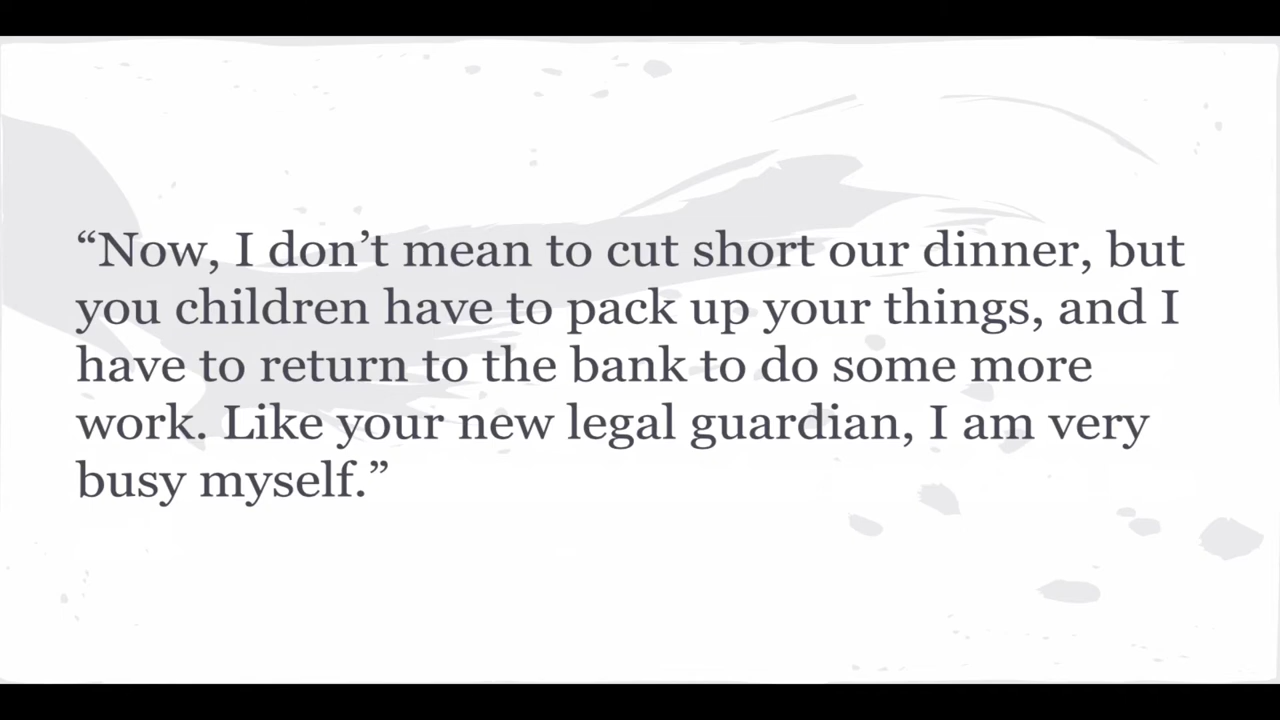 “Now, I don’t mean to cut short our dinner, but
you children have to pack up your things, and I
have to return to the bank to do some more
work. Like your new legal guardian, I am very
busy myself.”